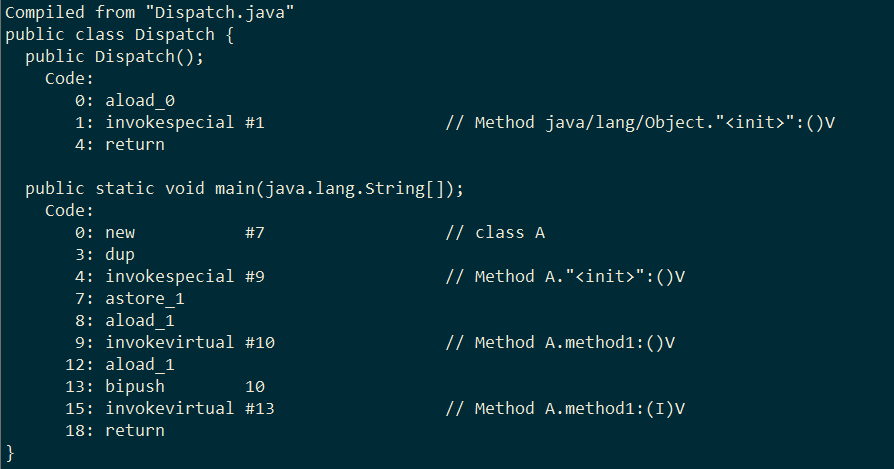 Compiled from "Dispatch.java"
public class Dispatch {
  public Dispatch();
    Code:
       0: aload_0
       1: invokespecial #1                  // Method java/lang/Object."<init>":()V
       4: return

  public static void main(java.lang.String[]);
    Code:
       0: new           #7                  // class A
       3: dup
       4: invokespecial #9                  // Method A."<init>":()V
       7: astore_1
       8: aload_1
       9: invokevirtual #10                 // Method A.method1:()V
      12: aload_1
      13: bipush        10
      15: invokevirtual #13                 // Method A.method1:(I)V
      18: return
}